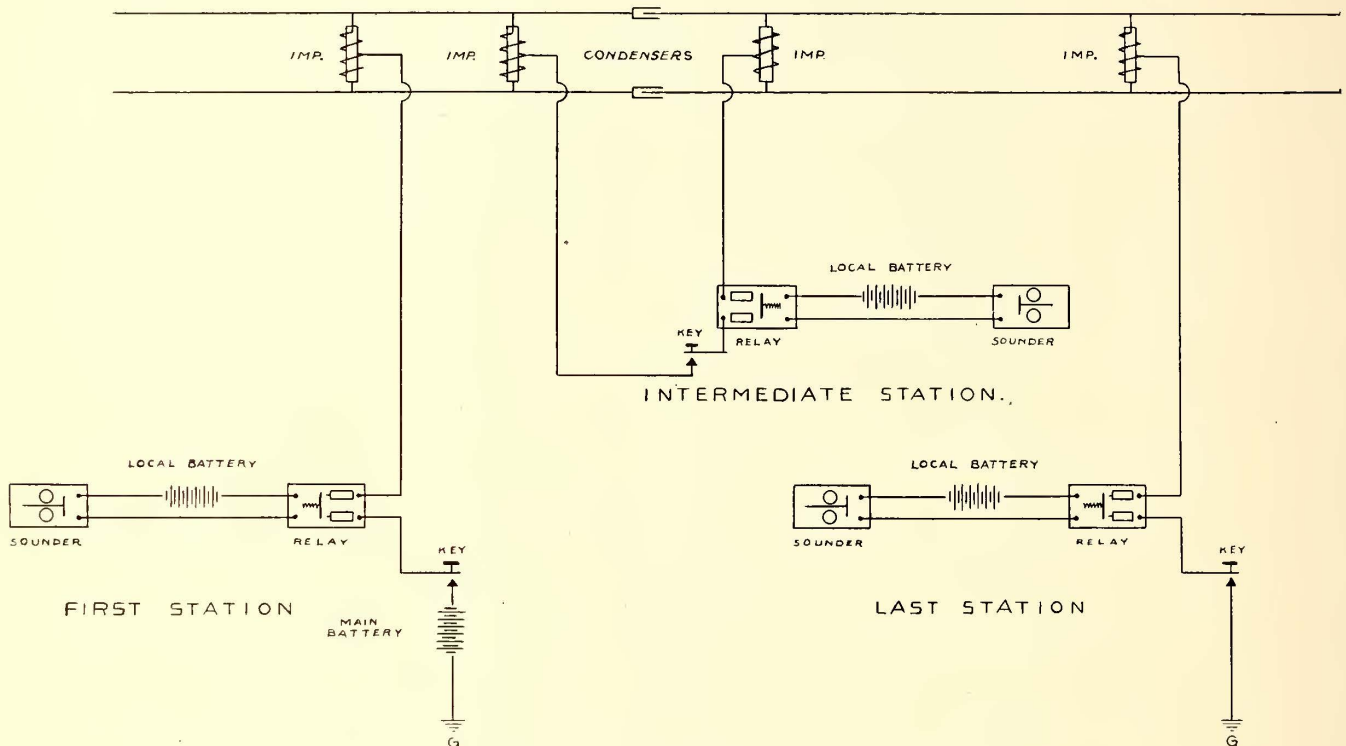 IMP.
IMP.
CONDENSERS
IMP.
IMP.
LOCAL BATTERY
KEY
RELAY
SOUNDER
INTERMEDIATE STATION.,
LOCAL BATTERY
SOUNDER
RELAY
KEY
FIRST STATION
MAIN
BATTERY
G
LOCAL BATTERY
SOUNDER
RELAY
KEY
LAST STATION
G